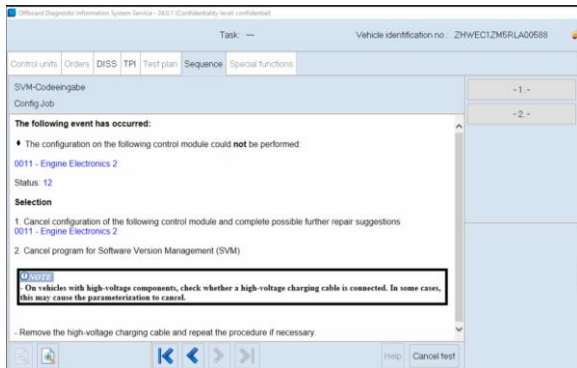 Offboard Diagnostic Information System Service - 24.0.1 (Confidentiality level: confidential)
Task: —
Vehicle identification no.: ZHWEC1ZM5RLA00588
Control units Orders DISS TPI Test plan Sequence Special functions
SVM-Codeeingabe
Config Job
- 1. -
- 2. -
The following event has occurred:
♦ The configuration on the following control module could not be performed:
0011 - Engine Electronics 2
Status: 12
Selection
1. Cancel configuration of the following control module and complete possible further repair suggestions
0011 - Engine Electronics 2
2. Cancel program for Software Version Management (SVM)
NOTE
- On vehicles with high-voltage components, check whether a high-voltage charging cable is connected. In some cases,
this may cause the parameterization to cancel.
- Remove the high-voltage charging cable and repeat the procedure if necessary.
Help Cancel test